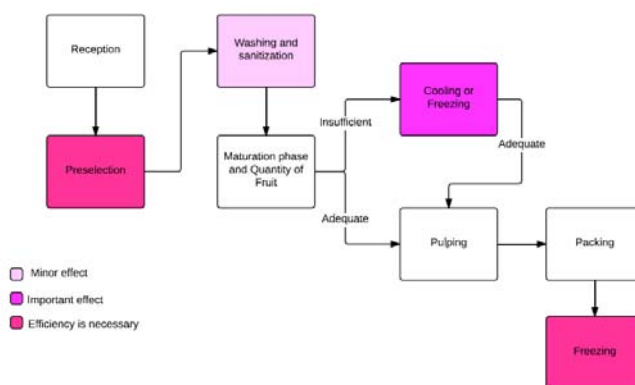 Reception
Washing and
sanitization
Cooling or
Freezing
Insufficient
Preselection
Maturation phase
and Quantity of
Fruit
Adequate
Adequate
Pulping
Packing
Minor effect
Important effect
Efficiency is necessary
Freezing